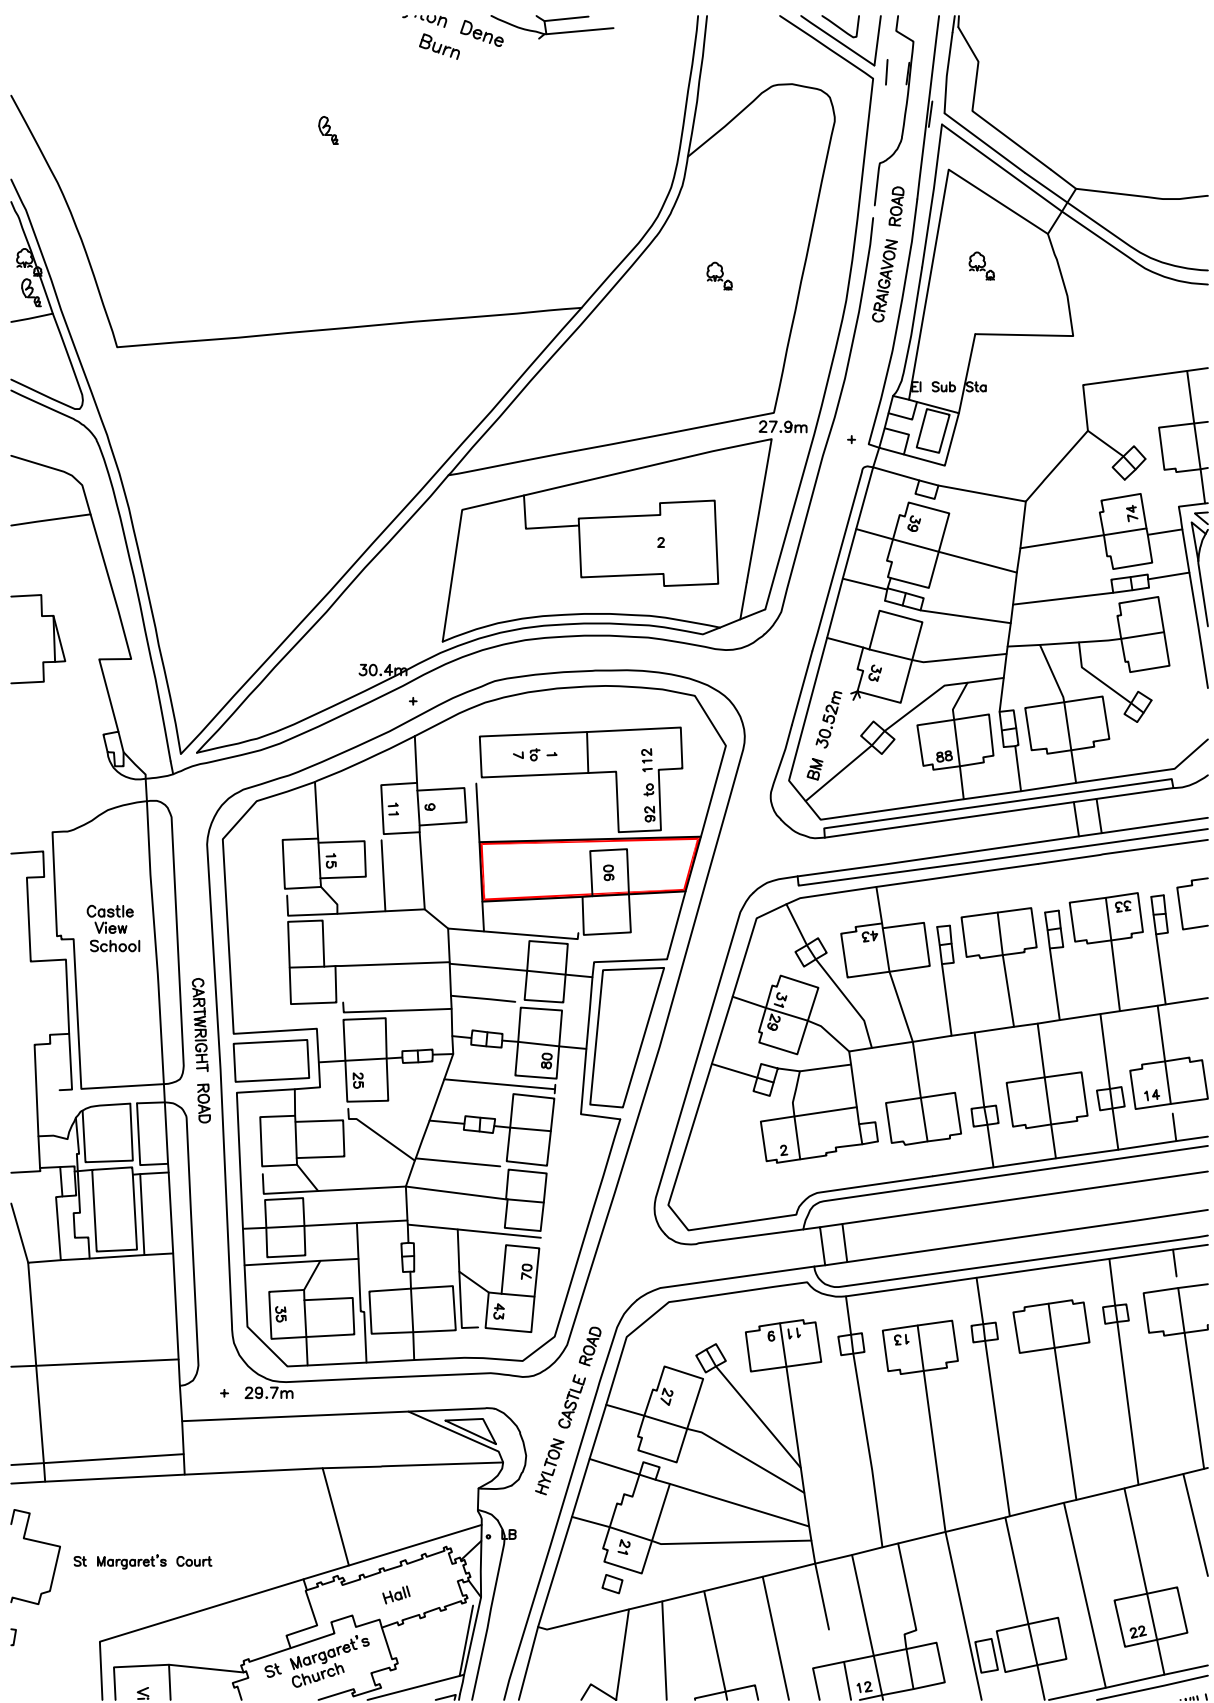 Dene
Burn
CRAIGAVON ROAD
El Sub Sta
27.9m
39
74
2
33
30.4m
BM 30.52m
88
1
to
7
92 to 112
11
9
15
90
Castle
View
School
43
33
31
29
CARTWRIGHT ROAD
80
25
14
2
70
35
43
9
11
13
27
29.7m
HYLTON CASTLE ROAD
LB
21
St Margaret's Court
Hall
St Margaret's
Church
22
12